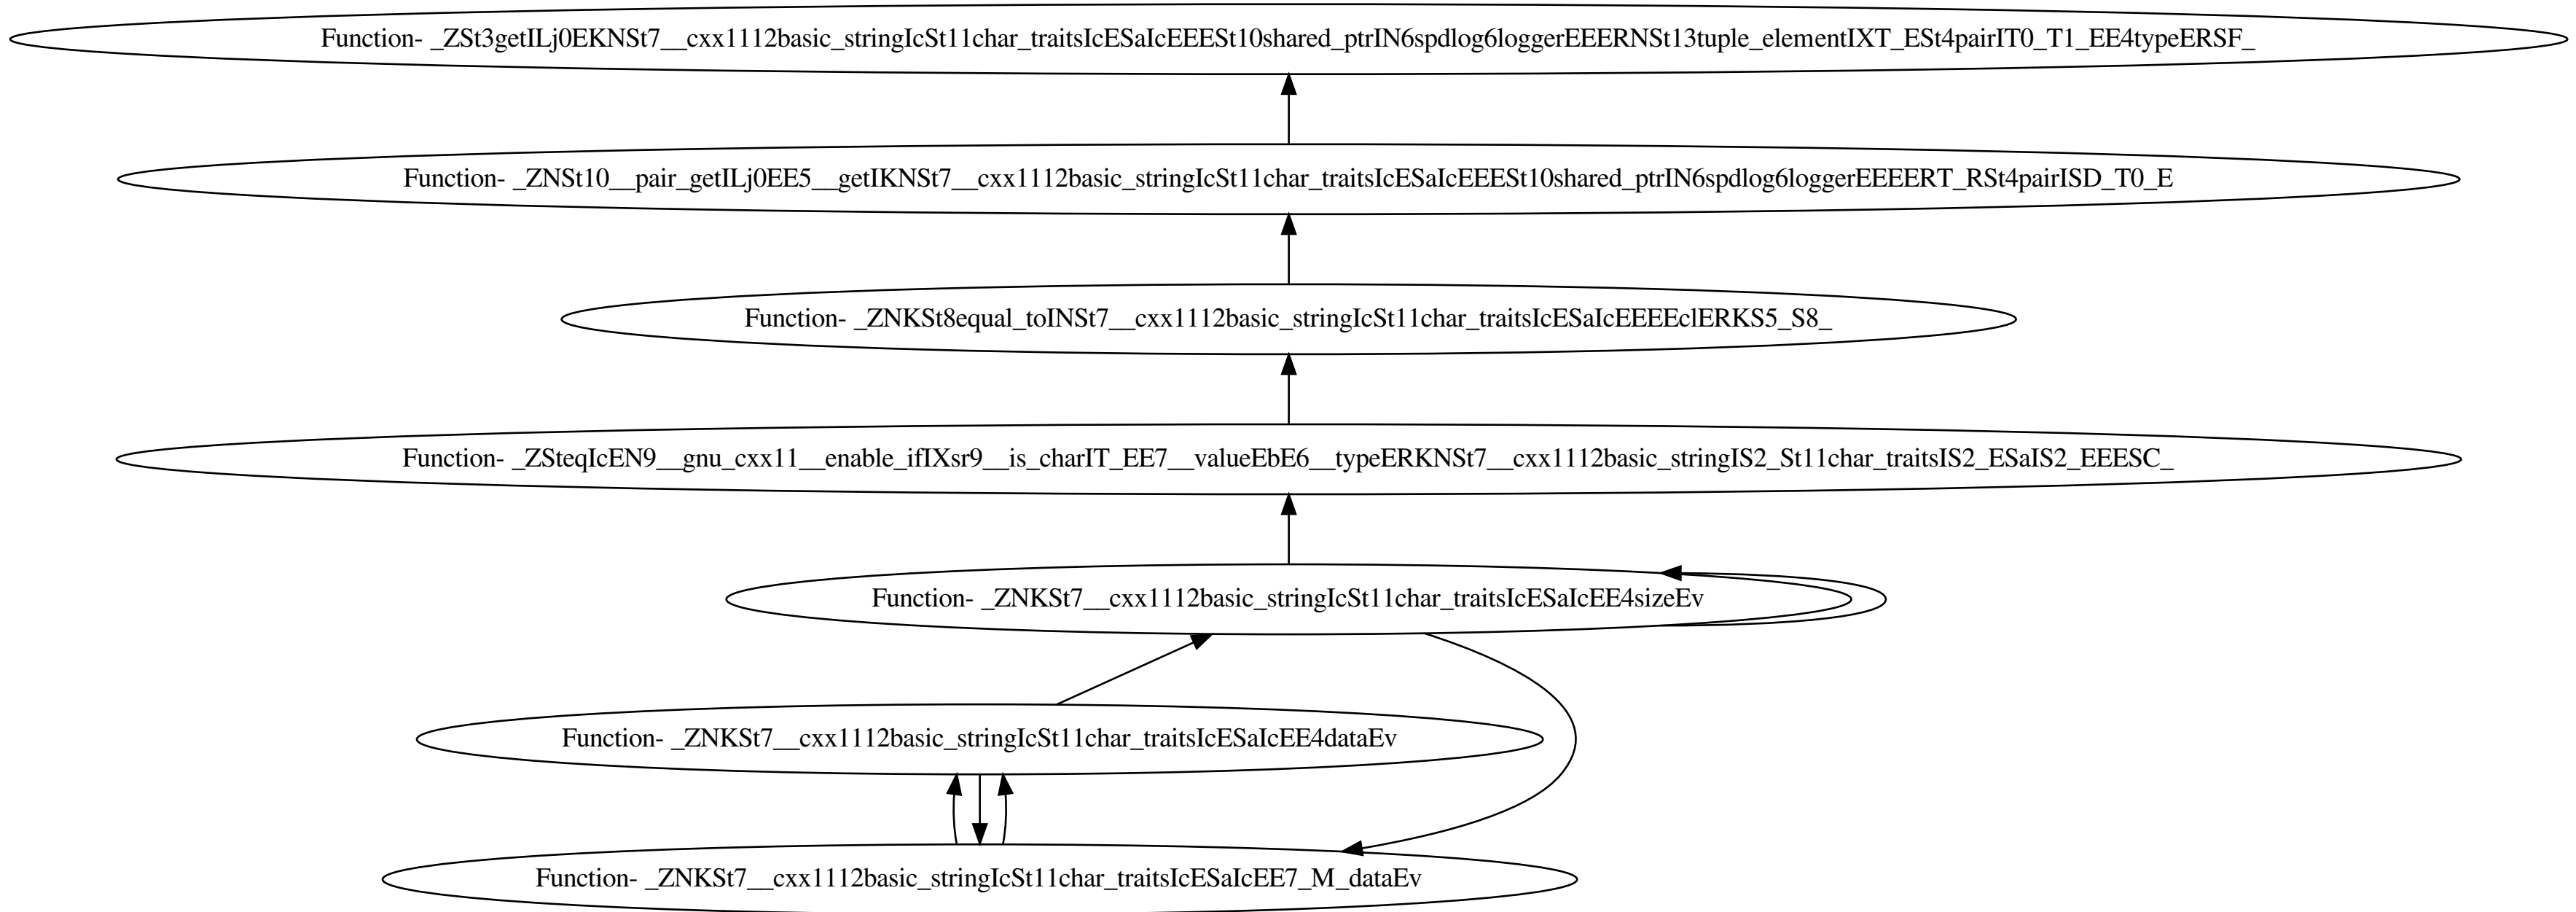 Function- _ZSt3getILj0EKNSt7__cxx1112basic_stringIcSt11char_traitsIcESaIcEEESt10shared_ptrIN6spdlog6loggerEEERNSt13tuple_elementIXT_ESt4pairIT0_T1_EE4typeERSF_
Function- _ZNSt10__pair_getILj0EE5__getIKNSt7__cxx1112basic_stringIcSt11char_traitsIcESaIcEEESt10shared_ptrIN6spdlog6loggerEEEERT_RSt4pairISD_T0_E
Function- _ZNKSt8equal_toINSt7__cxx1112basic_stringIcSt11char_traitsIcESaIcEEEEclERKS5_S8_
Function- _ZSteqIcEN9__gnu_cxx11__enable_ifIXsr9__is_charIT_EE7__valueEbE6__typeERKNSt7__cxx1112basic_stringIS2_St11char_traitsIS2_ESaIS2_EEESC_
Function- _ZNKSt7__cxx1112basic_stringIcSt11char_traitsIcESaIcEE4sizeEv
Function- _ZNKSt7__cxx1112basic_stringIcSt11char_traitsIcESaIcEE4dataEv
Function- _ZNKSt7__cxx1112basic_stringIcSt11char_traitsIcESaIcEE7_M_dataEv